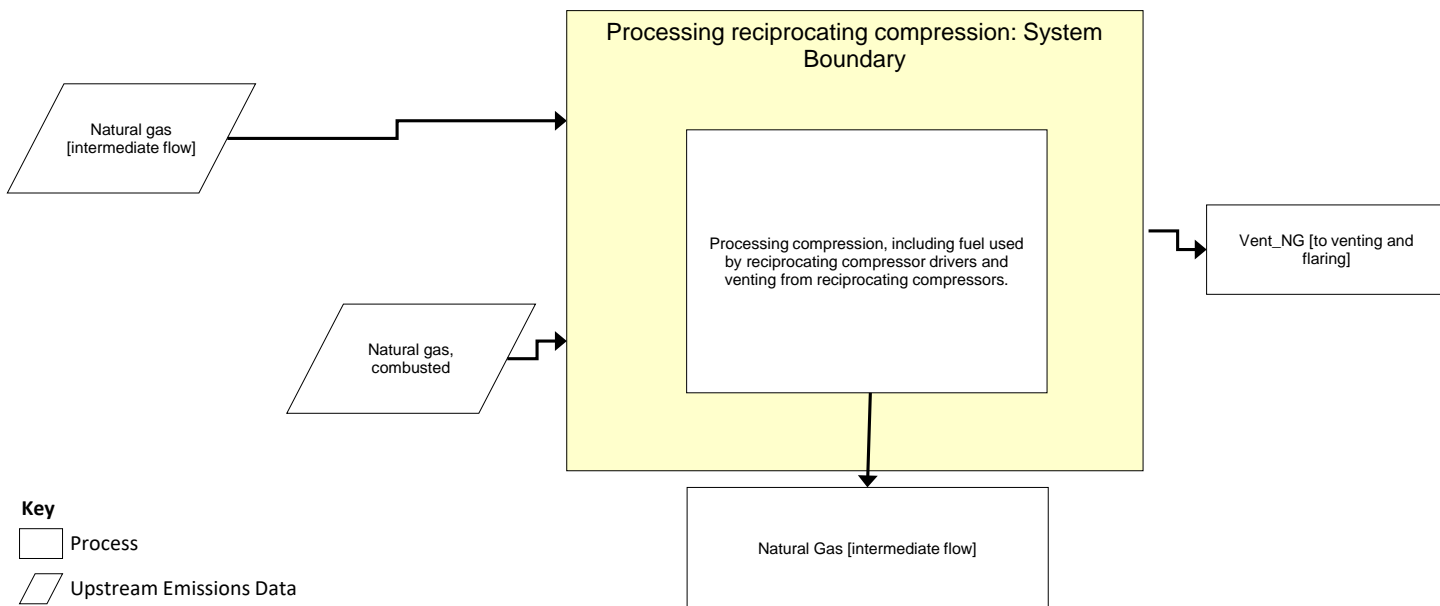 Processing reciprocating compression: System
Boundary
Natural gas
[intermediate flow]
Processing compression, including fuel used
by reciprocating compressor drivers and
venting from reciprocating compressors.
Vent_NG [to venting and
flaring]
Natural gas,
combusted
Natural Gas [intermediate flow]
Key
Process
Upstream Emissions Data